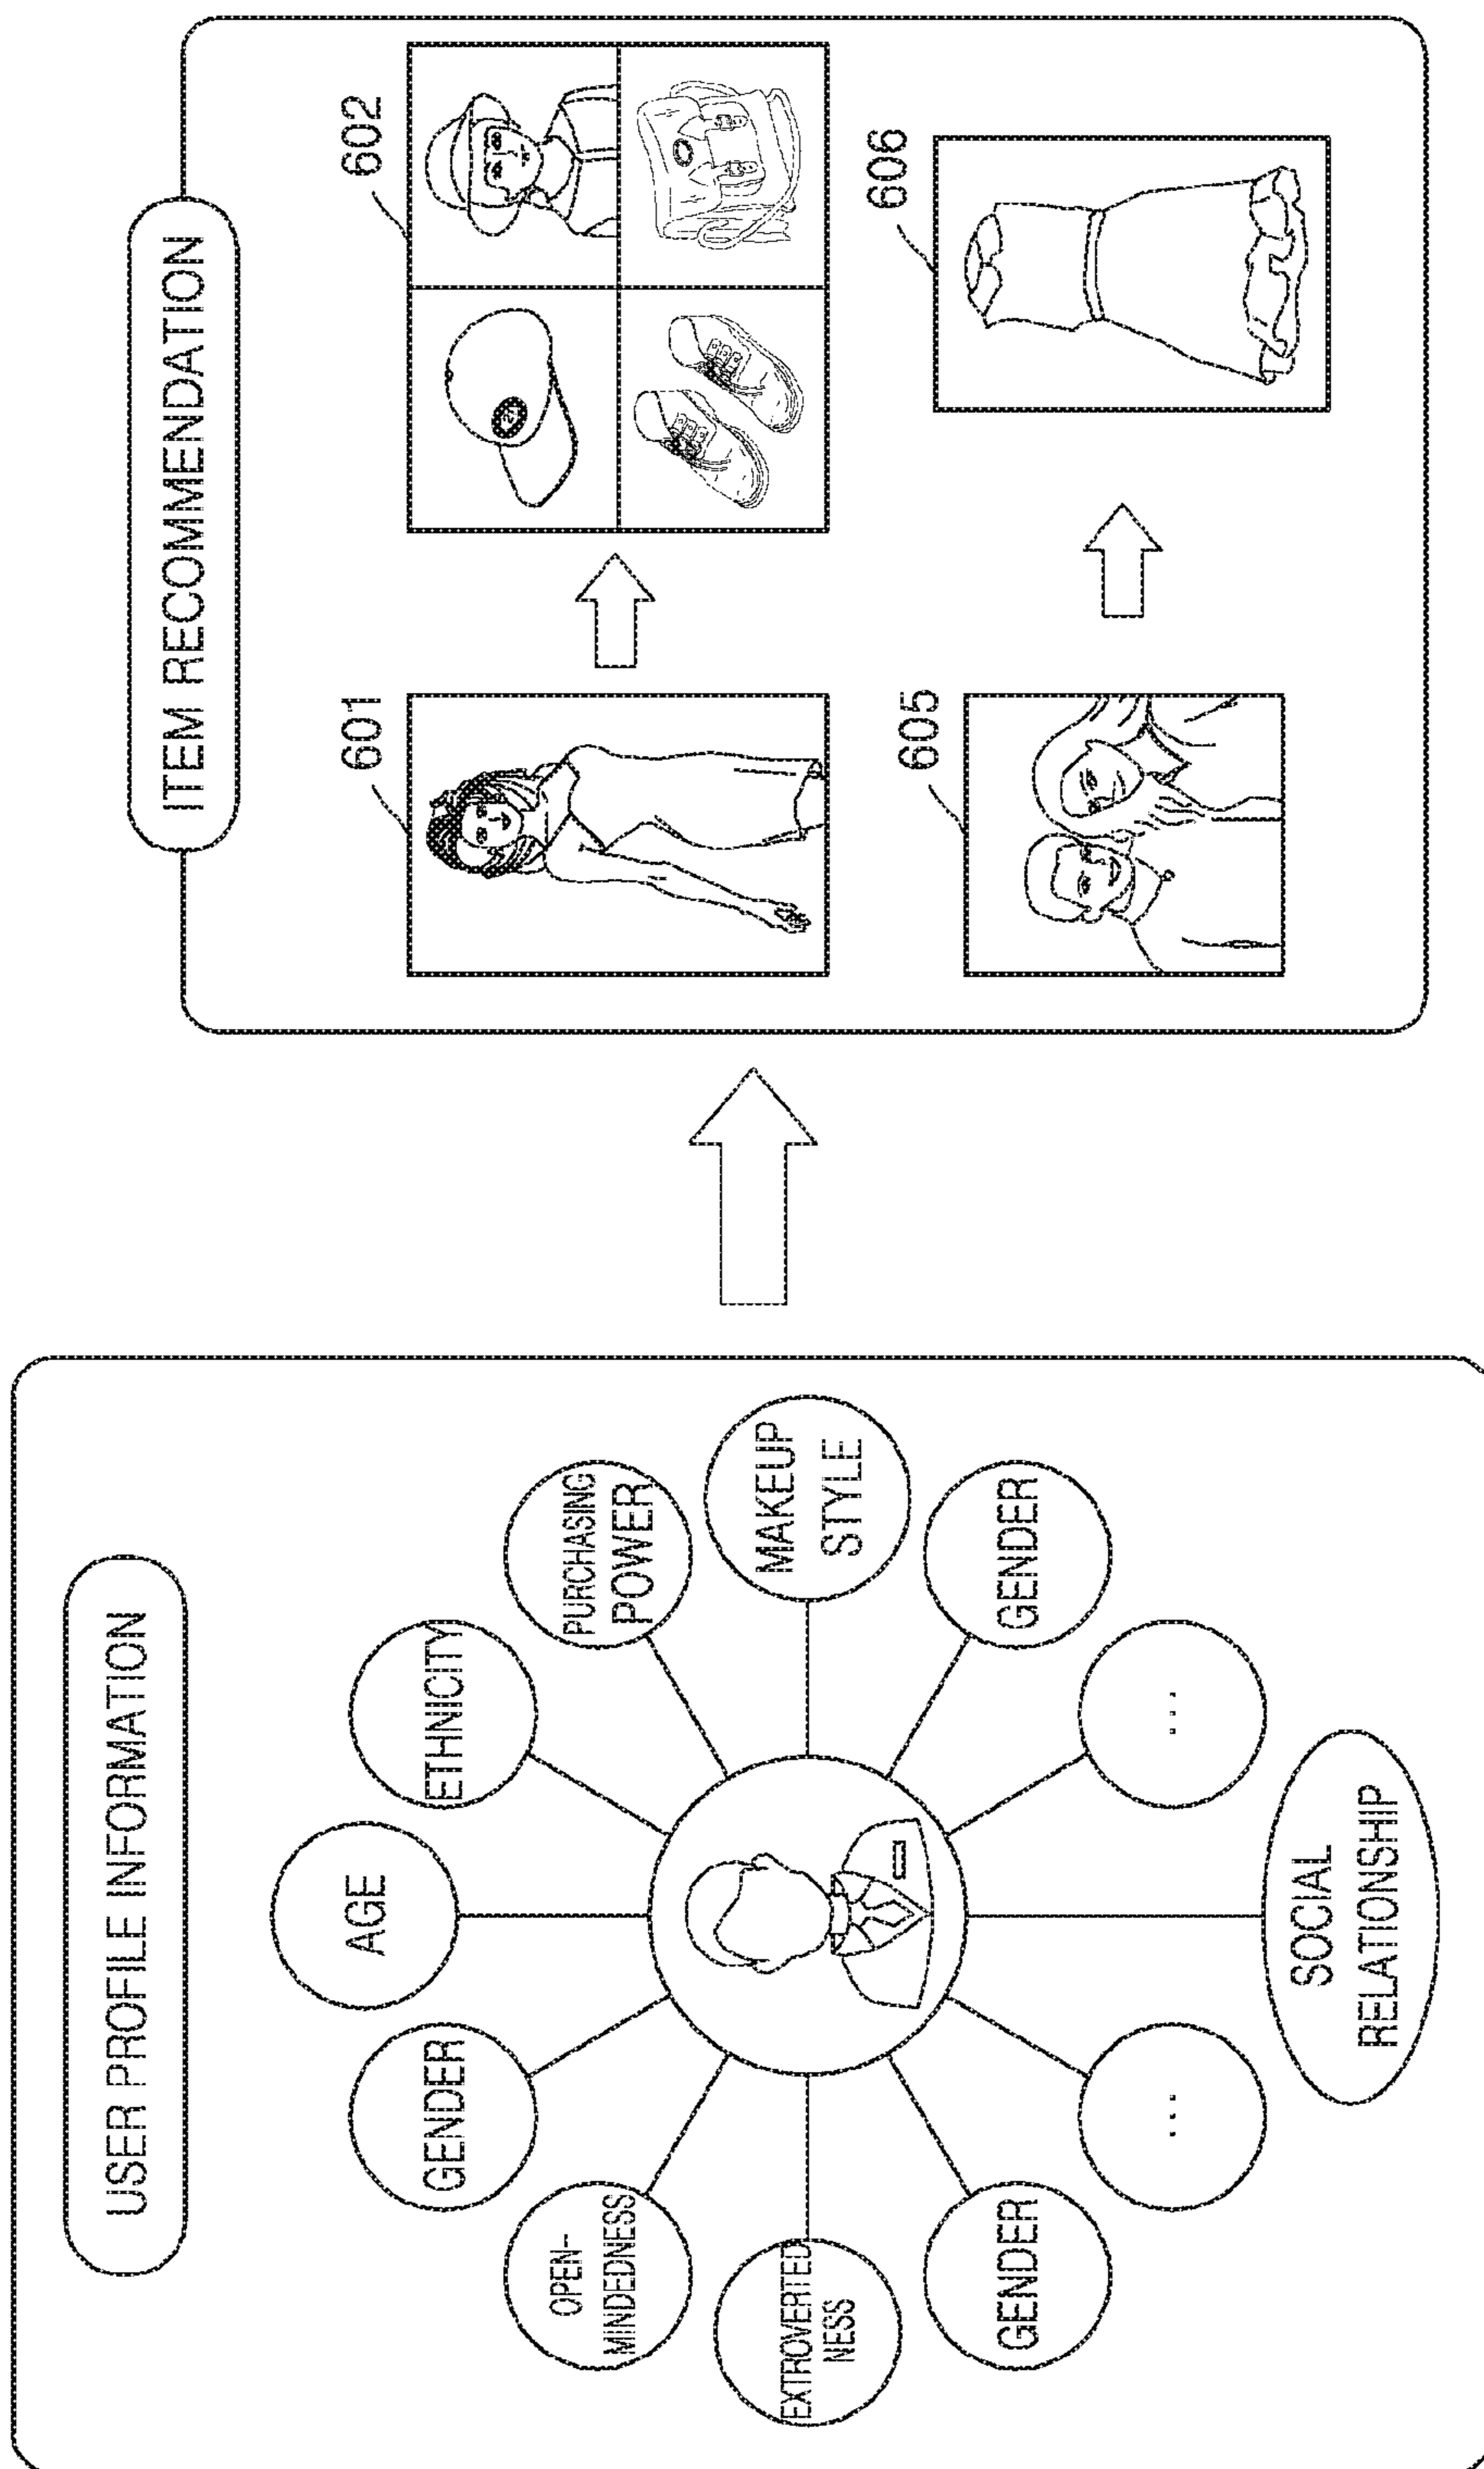 USER PROFILE INFORMATION
AGE
GENDER
ETHNICITY
OPEN-
MINDEDNESS
PURCHASING
POWER
EXTROVERTED
NESS
MAKEUP
STYLE
GENDER
GENDER
...
...
SOCIAL
RELATIONSHIP
ITEM RECOMMENDATION
601
602
605
606